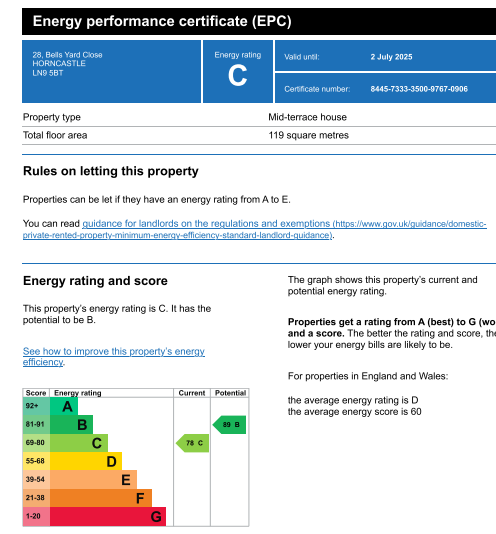 Energy performance certificate (EPC)
28, Bells Yard Close
HORNCASTLE
LN9 5BT
Energy rating
C
Valid until:
2 July 2025
Certificate number:
8445-7333-3500-9767-0906
Property type
Mid-terrace house
Total floor area
119 square metres
Rules on letting this property
Properties can be let if they have an energy rating from A to E.
You can read guidance for landlords on the regulations and exemptions (https://www.gov.uk/guidance/domestic-
private-rented-property-minimum-energy-efficiency-standard-landlord-guidance).
Energy rating and score
This property's energy rating is C. It has the
potential to be B.
See how to improve this property's energy
efficiency.
Score Energy rating Current Potential
92+ A
81-91 B 89 B
69-80 C 78 C
55-68 D
39-54 E
21-38 F
1-20 G
The graph shows this property's current and
potential energy rating.
Properties get a rating from A (best) to G (wo
and a score. The better the rating and score, the
lower your energy bills are likely to be.
For properties in England and Wales:
the average energy rating is D
the average energy score is 60